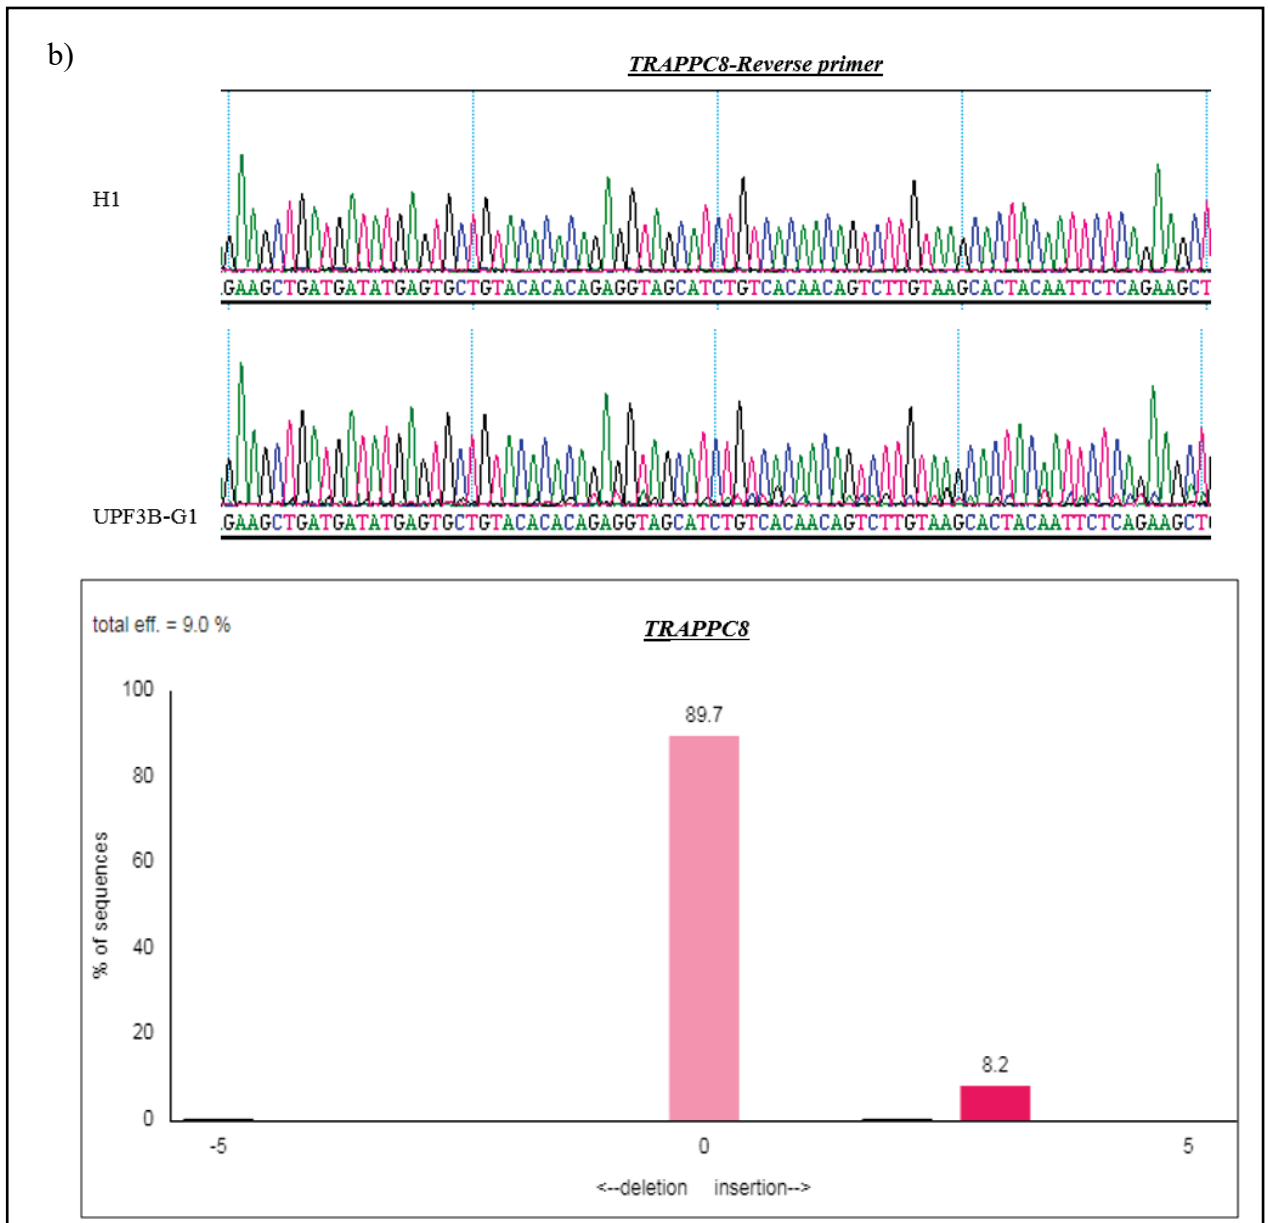 b)
TRAPPC8-Reverse primer
H1
GAAGCTGATGATATGAGTGCTGTACACACAGAGGTAGCATCTGTCACAACAGTCTTGTAAGCACTACAATTCTCAGAAGCT
UPF3B-G1
GAAGCTGATGATATGAGTGCTGTACACACAGAGGTAGCATCTGTCACAACAGTCTTGTAAGCACTACAATTCTCAGAAGCT
total eff. = 9.0 %
TRAPPC8
100
89.7
80
% of sequences
60
40
20
8.2
0
-5
0
5
<--deletion insertion-->